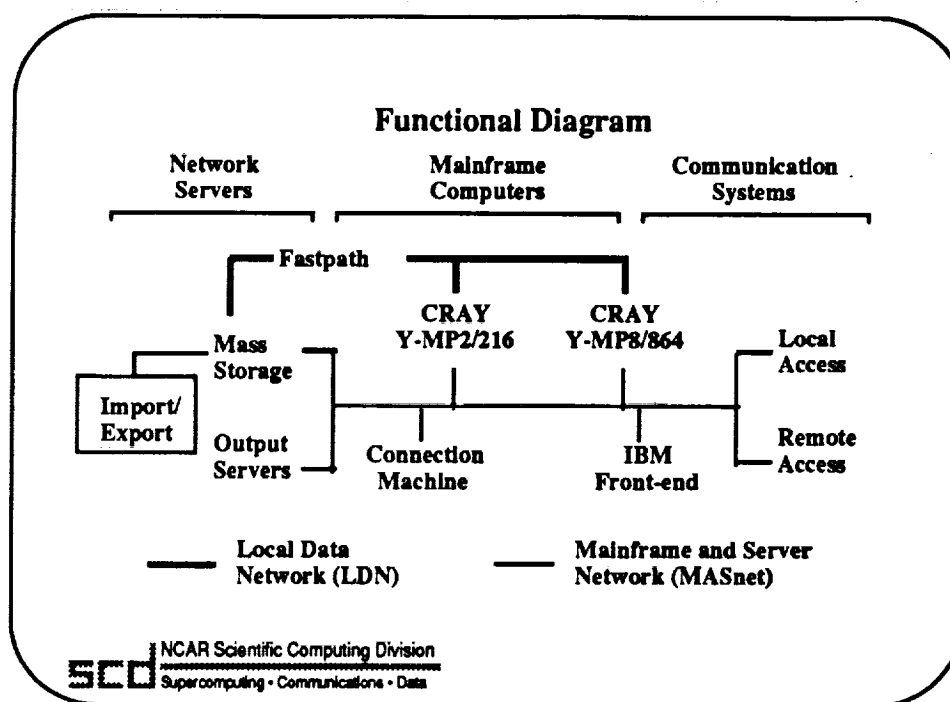 Functional Diagram
Network
Servers
Mainframe
Computers
Communication
Systems
Fastpath
CRAY
Y-MP2/216
CRAY
Y-MP8/864
Mass
Storage
Local
Access
Import/
Export
Output
Servers
Connection
Machine
IBM
Front-end
Remote
Access
Local Data
Network (LDN)
Mainframe and Server
Network (MASnet)
scd
NCAR Scientific Computing Division
Supercomputing • Communications • Data